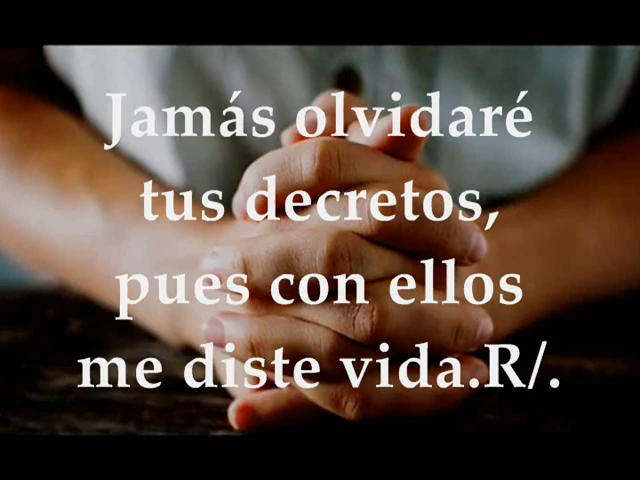 Jamás olvidaré
tus decretos,
pues con ellos
me diste vida.R/.